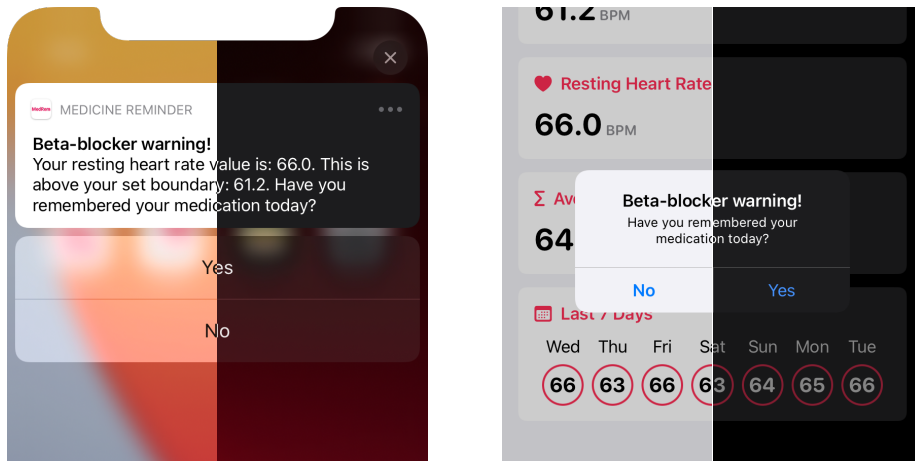 MediRem
MEDICINE REMINDER
Beta-blocker warning!
Your resting heart rate value is: 66.0. This is
above your set boundary: 61.2. Have you
remembered your medication today?
Yes
No
61.2 BPM
Resting Heart Rate
66.0 BPM
Σ Ave
64
Beta-blocker warning!
Have you remembered your
medication today?
No Yes
Last 7 Days
Wed Thu Fri Sat Sun Mon Tue
66 63 66 63 64 65 66